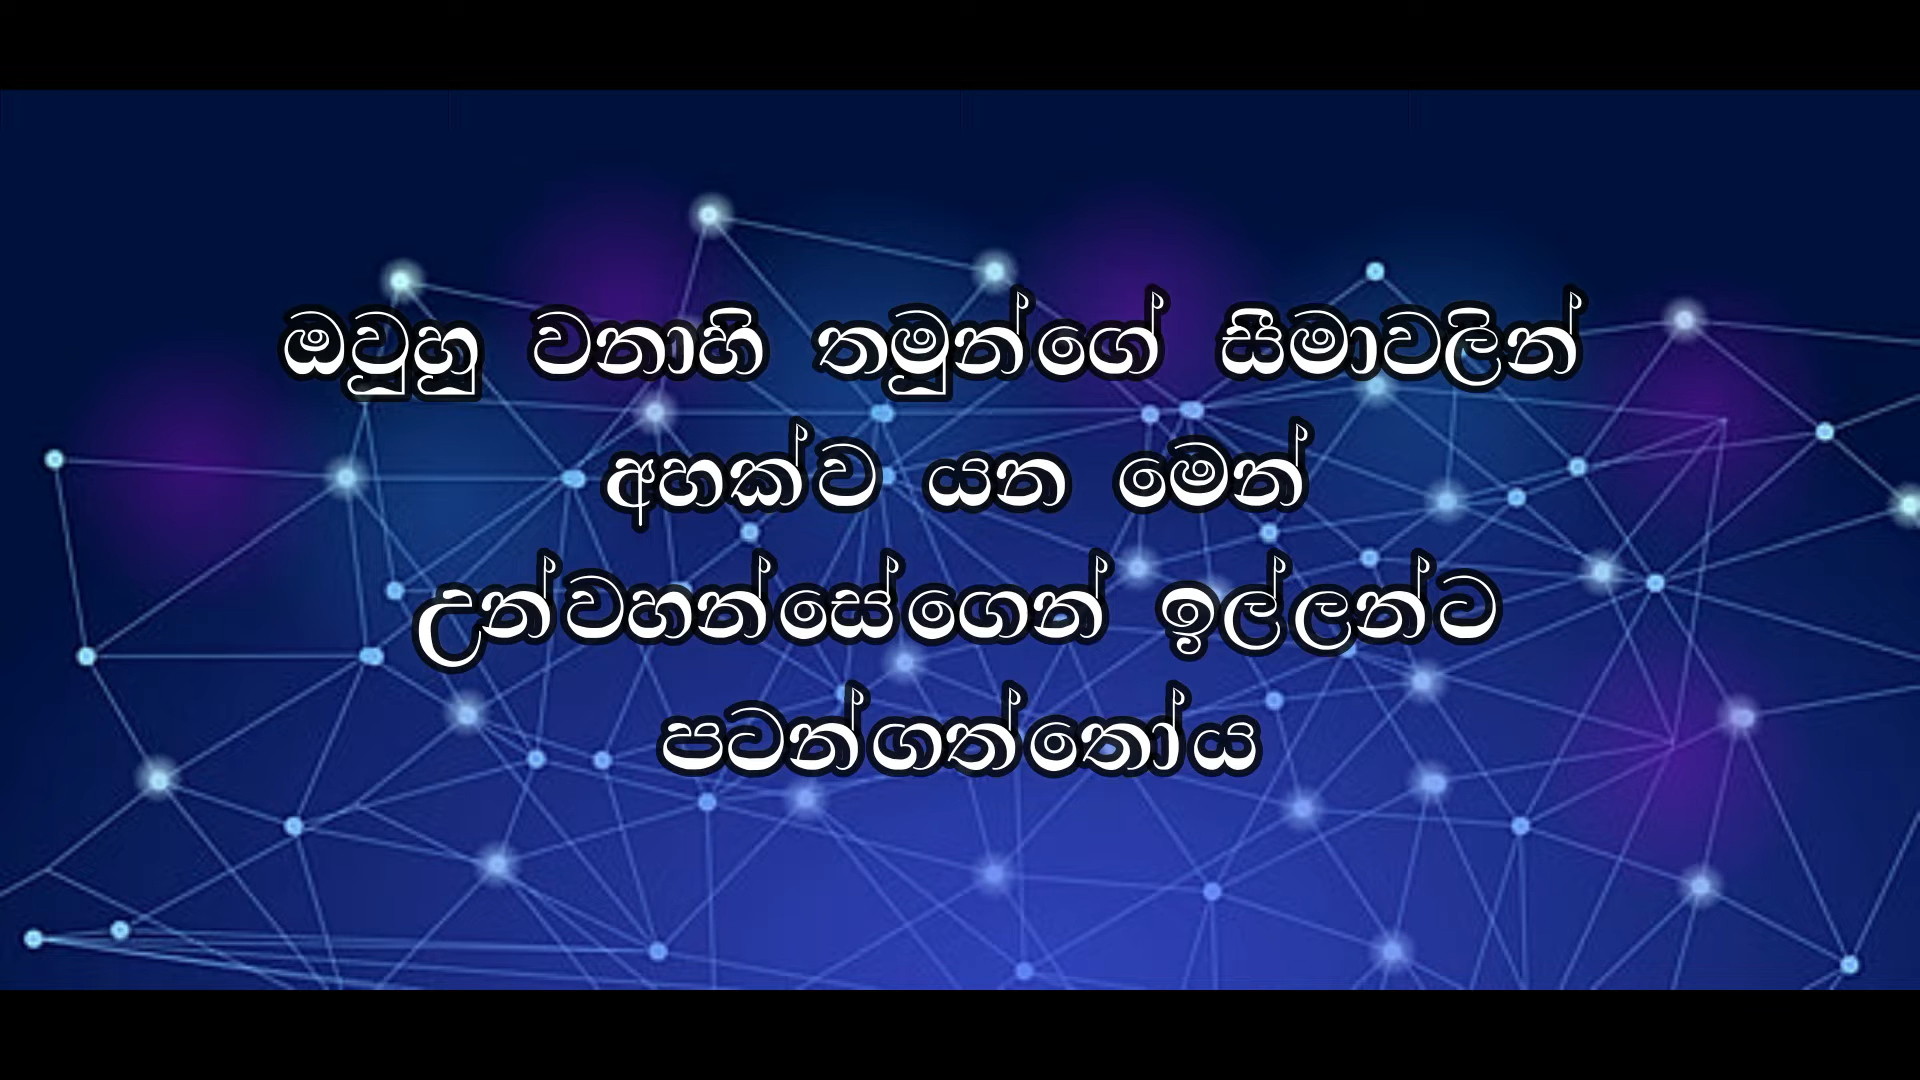 ඔවුහු වනාහි තමුන්ගේ සීමාවලින්
අහක්ව යන මෙන්
උන්වහන්සේගෙන් ඉල්ලන්ට
පටන්ගත්තෝය